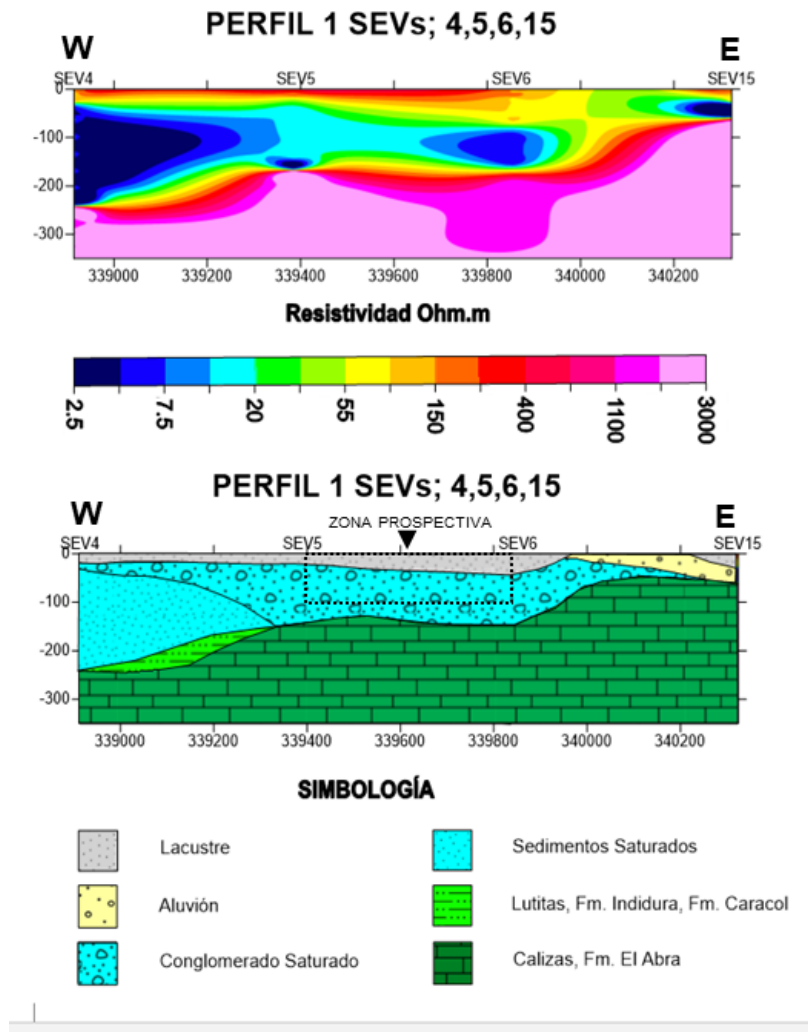 PERFIL 1 SEVs; 4,5,6,15
W
E
SEV4 SEV5 SEV6 SEV15
0
-100
-200
-300
339000 339200 339400 339600 339800 340000 340200
Resistividad Ohm.m
2.5 7.5 20 55 150 400 1100 3000
PERFIL 1 SEVs; 4,5,6,15
W
E
ZONA PROSPECTIVA
SEV4 SEV5 SEV6 SEV15
0
-100
-200
-300
339000 339200 339400 339600 339800 340000 340200
SIMBOLOGÍA
Lacustre
Sedimentos Saturados
Aluvión
Lutitas, Fm. Indidura, Fm. Caracol
Conglomerado Saturado
Calizas, Fm. El Abra